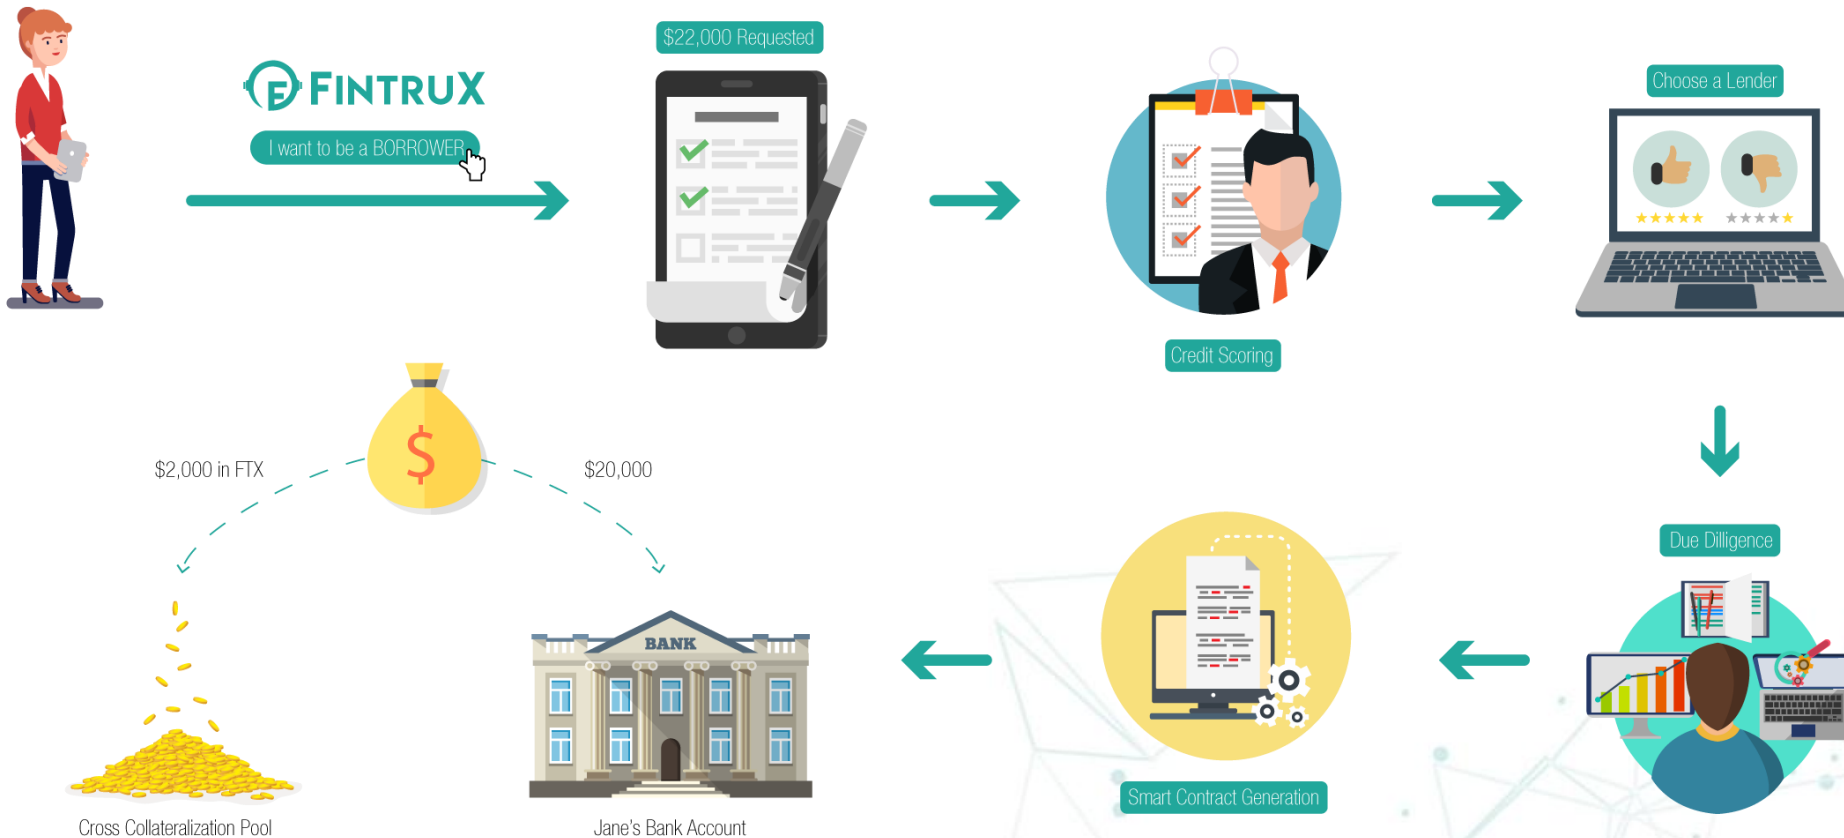 FINTRUX
I want to be a BORROWER
$22,000 Requested
Credit Scoring
Choose a Lender
Due Dilligence
Smart Contract Generation
$2,000 in FTX
$20,000
$
BANK
Cross Collateralization Pool
Jane's Bank Account